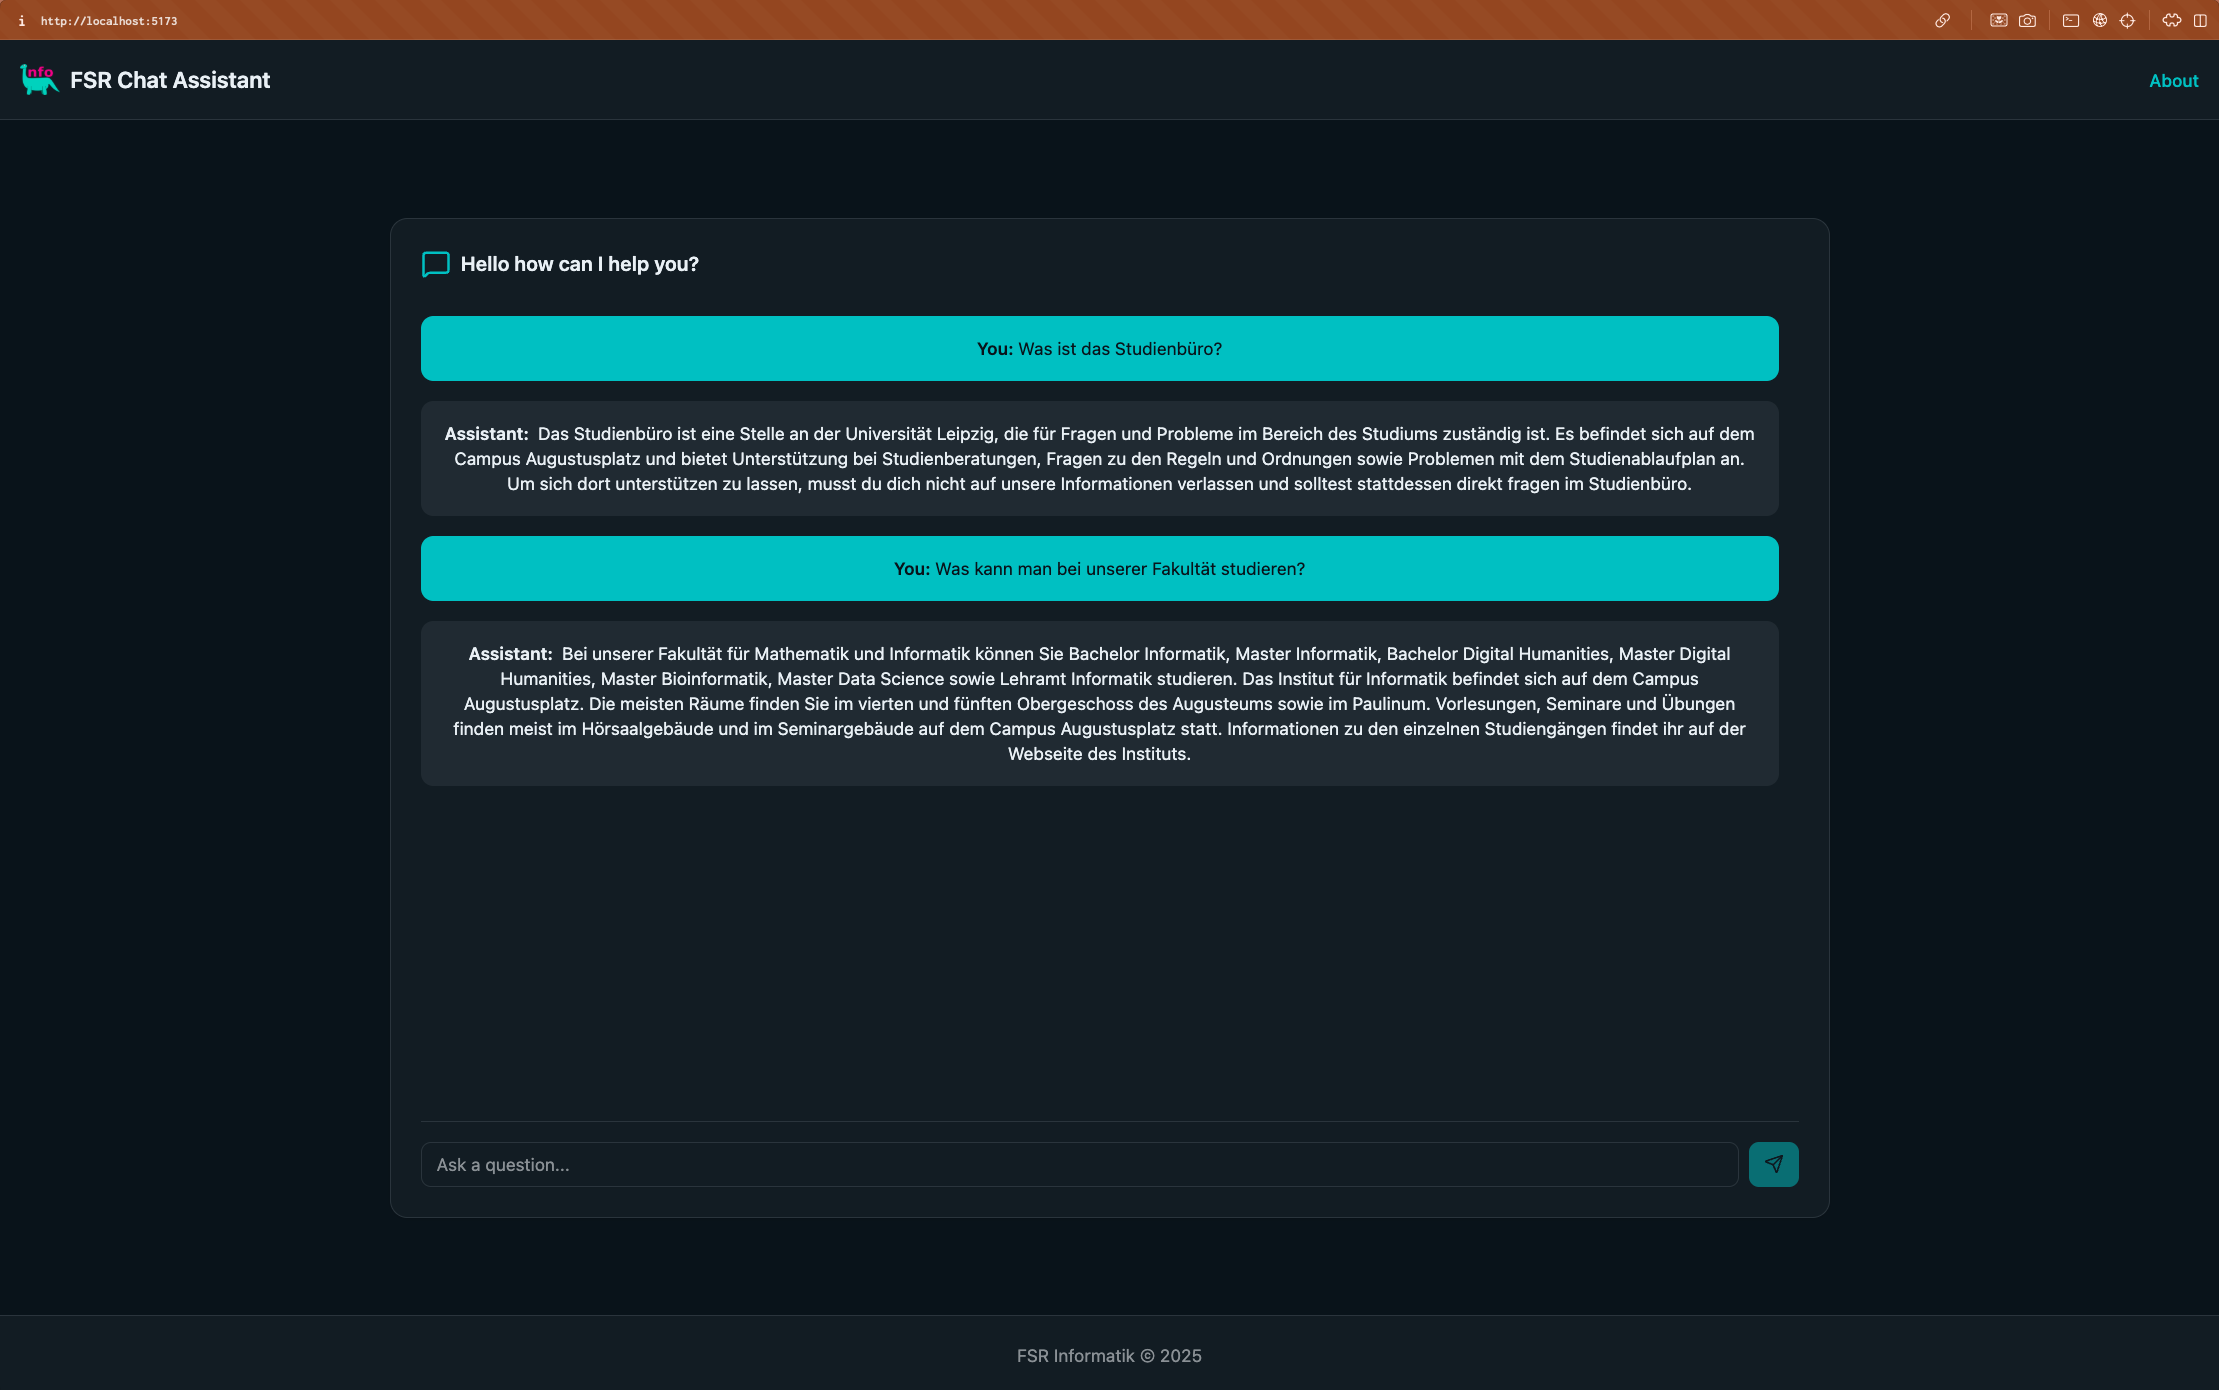 i http://localhost:5173
nfo
FSR Chat Assistant
About
Hello how can I help you?
You: Was ist das Studienbüro?
Assistant: Das Studienbüro ist eine Stelle an der Universität Leipzig, die für Fragen und Probleme im Bereich des Studiums zuständig ist. Es befindet sich auf dem
Campus Augustusplatz und bietet Unterstützung bei Studienberatungen, Fragen zu den Regeln und Ordnungen sowie Problemen mit dem Studienablaufplan an.
Um sich dort unterstützen zu lassen, musst du dich nicht auf unsere Informationen verlassen und solltest stattdessen direkt fragen im Studienbüro.
You: Was kann man bei unserer Fakultät studieren?
Assistant: Bei unserer Fakultät für Mathematik und Informatik können Sie Bachelor Informatik, Master Informatik, Bachelor Digital Humanities, Master Digital
Humanities, Master Bioinformatik, Master Data Science sowie Lehramt Informatik studieren. Das Institut für Informatik befindet sich auf dem Campus
Augustusplatz. Die meisten Räume finden Sie im vierten und fünften Obergeschoss des Augusteums sowie im Paulinum. Vorlesungen, Seminare und Übungen
finden meist im Hörsaalgebäude und im Seminargebäude auf dem Campus Augustusplatz statt. Informationen zu den einzelnen Studiengängen findet ihr auf der
Webseite des Instituts.
Ask a question...
FSR Informatik © 2025